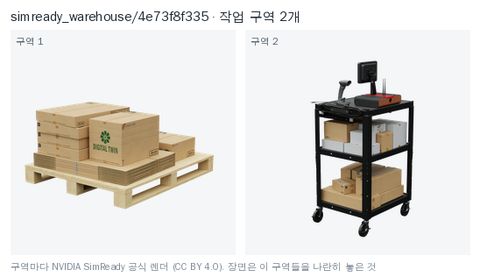 simready_warehouse/4e73f8f335 · 작업 구역 2개
구역 1
구역 2
DIGITAL TWIN
구역마다 NVIDIA SimReady 공식 렌더 (CC BY 4.0). 장면은 이 구역들을 나란히 놓은 것